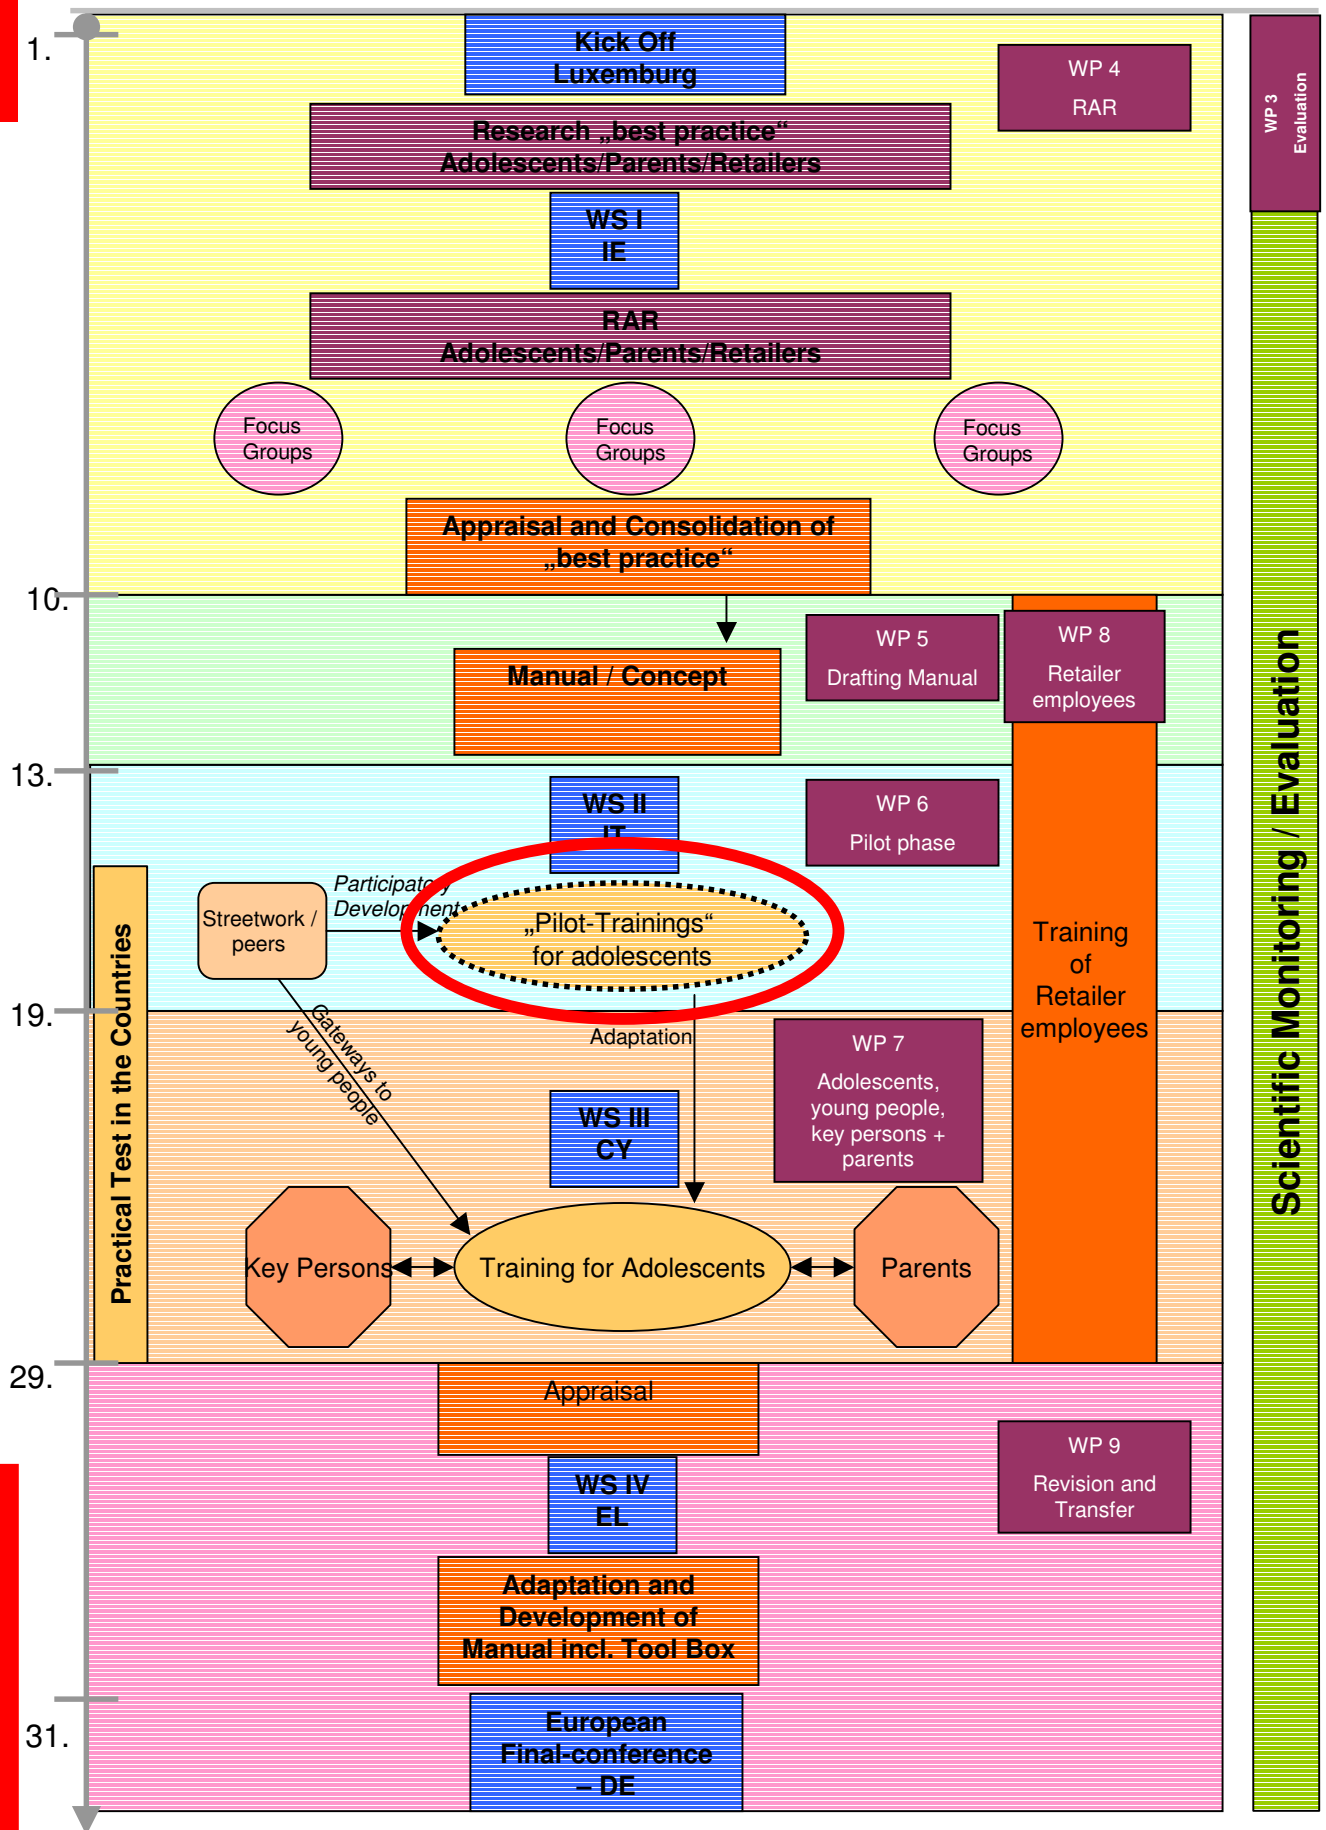 1.
Kick Off
Luxemburg
WP 4
RAR
WP 3
Evaluation
Research „best practice“
Adolescents/Parents/Retailers
WS I
IE
RAR
Adolescents/Parents/Retailers
Focus
Groups
Focus
Groups
Focus
Groups
Appraisal and Consolidation of
„best practice“
10.
Manual / Concept
WP 5
Drafting Manual
WP 8
Retailer
employees
13.
WS II
IT
WP 6
Pilot phase
Streetwork /
peers
Participatory
Development
„Pilot-Trainings“
for adolescents
Training
of
Retailer
employees
Practical Test in the Countries
Scientific Monitoring / Evaluation
19.
Gateways to
young people
Adaptation
WS III
CY
WP 7
Adolescents,
young people,
key persons +
parents
Key Persons
Training for Adolescents
Parents
29.
Appraisal
WS IV
EL
WP 9
Revision and
Transfer
Adaptation and
Development of
Manual incl. Tool Box
31.
European
Final-conference
– DE